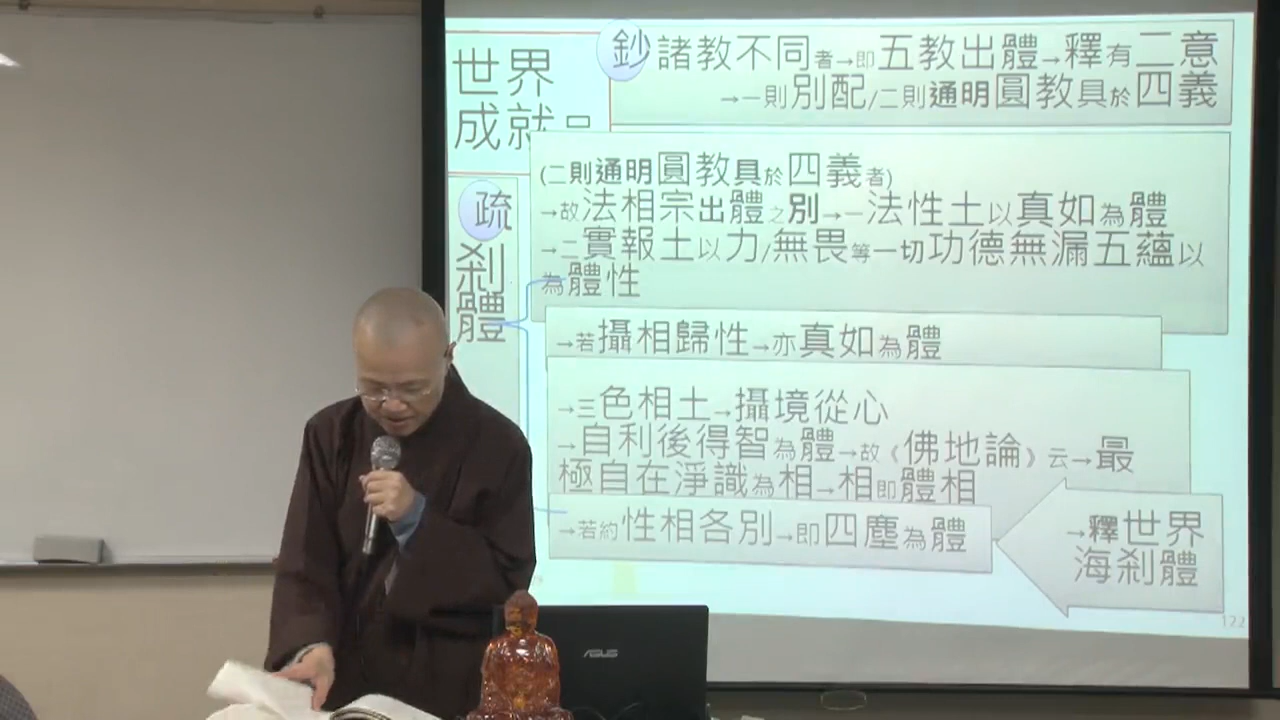 世界
成就品
鈔 諸教不同者→即五教出體→釋有二意
→一則別配/二則通明圓教具於四義
疏
剎
體
(二則通明圓教具於四義者)
→故法相宗出體之別→一法性土以真如為體
→二實報土以力/無畏等一切功德無漏五蘊以
為體性
→若攝相歸性→亦真如為體
→三色相土→攝境從心
→自利後得智為體→故《佛地論》云→最
極自在淨識為相→相即體相
→若約性相各別→即四塵為體
→釋世界
海剎體
122
ASUS